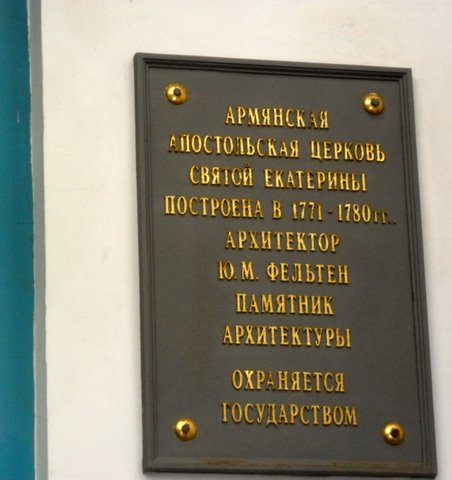 АРМЯНСКАЯ
АПОСТОЛЬСКАЯ ЦЕРКОВЬ
СВЯТОЙ ЕКАТЕРИНЫ
ПОСТРОЕНА В 1771-1780 ГГ.
АРХИТЕКТОР
Ю.М. ФЕЛЬТЕН
ПАМЯТНИК
АРХИТЕКТУРЫ
ОХРАНЯЕТСЯ
ГОСУДАРСТВОМ